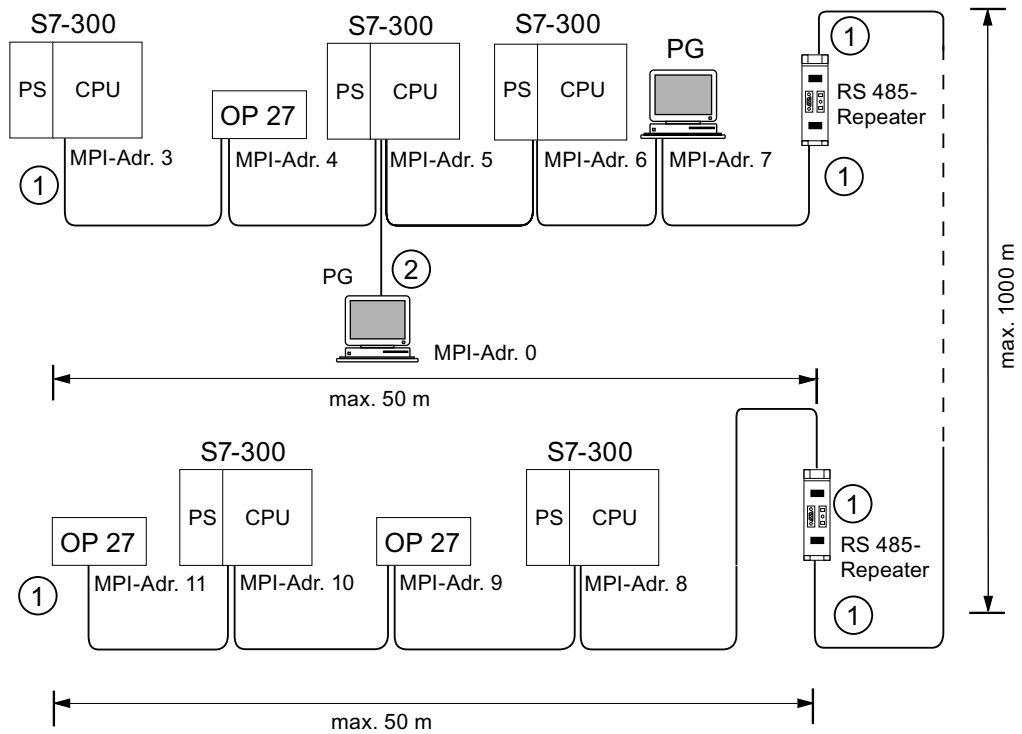 S7-300
S7-300
S7-300
PG
1
PS
CPU
OP 27
PS
CPU
PS
CPU
RS 485-
Repeater
MPI-Adr. 3
MPI-Adr. 4
MPI-Adr. 5
MPI-Adr. 6
MPI-Adr. 7
1
1
PG
2
MPI-Adr. 0
max. 50 m
max. 1000 m
S7-300
S7-300
PS
CPU
PS
CPU
1
OP 27
OP 27
RS 485-
Repeater
MPI-Adr. 11
MPI-Adr. 10
MPI-Adr. 9
MPI-Adr. 8
1
1
max. 50 m